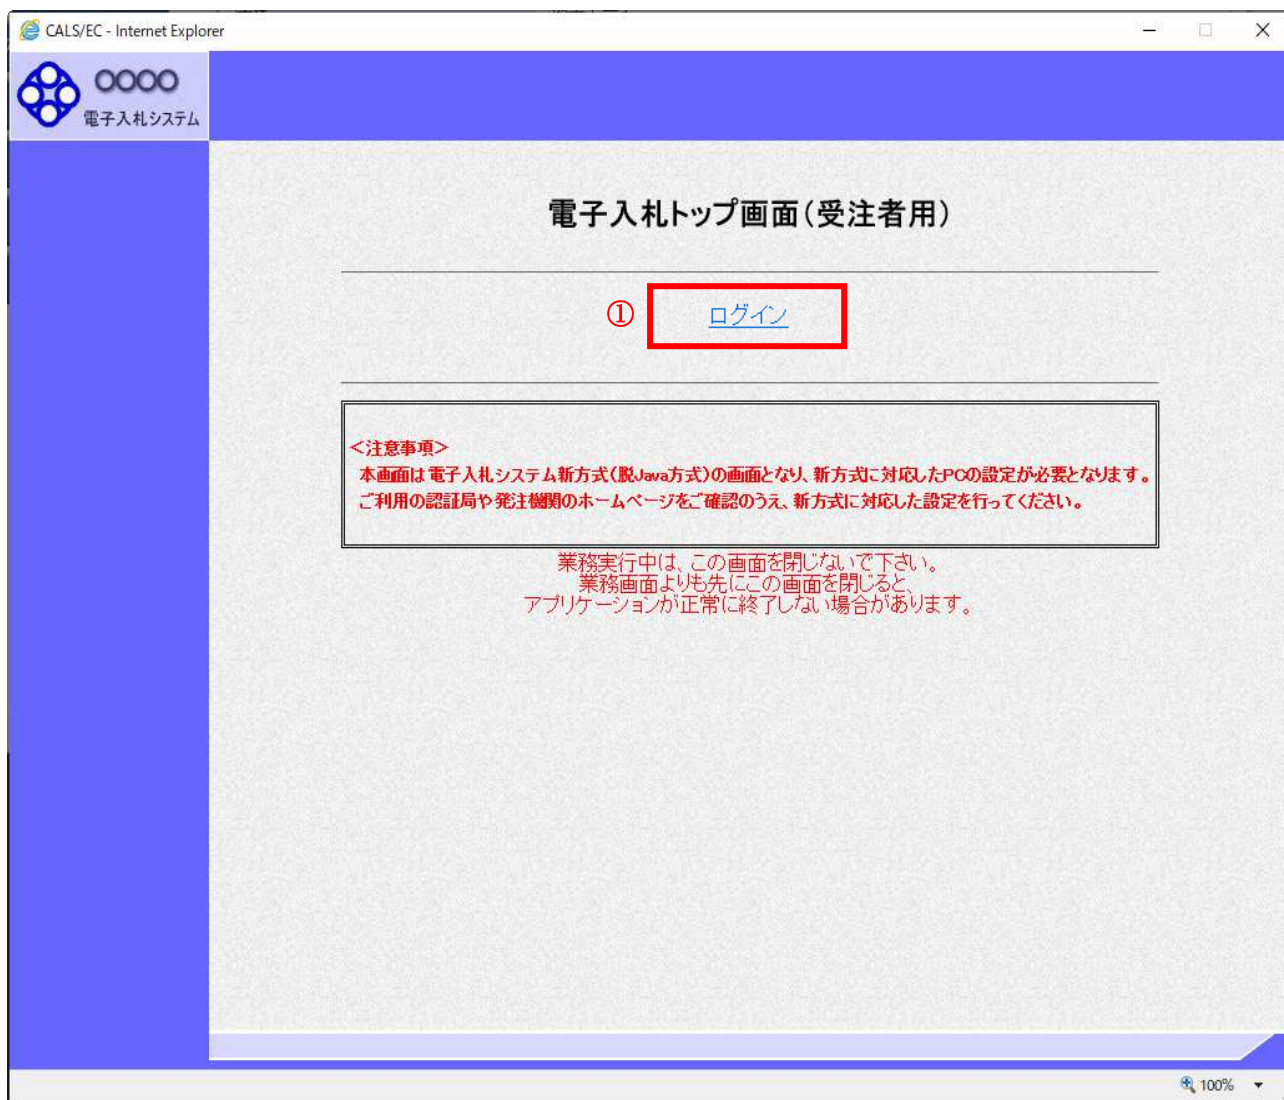 CALS/EC - Internet Explorer
○○○○
電子入札システム
電子入札トップ画面(受注者用)
① ログイン
<注意事項>
本画面は電子入札システム新方式(脱Java方式)の画面となり、新方式に対応したPCの設定が必要となります。
ご利用の認証局や発注機関のホームページをご確認のうえ、新方式に対応した設定を行ってください。
業務実行中は、この画面を閉じないで下さい。
業務画面よりも先にこの画面を閉じると、
アプリケーションが正常に終了しない場合があります。
100%